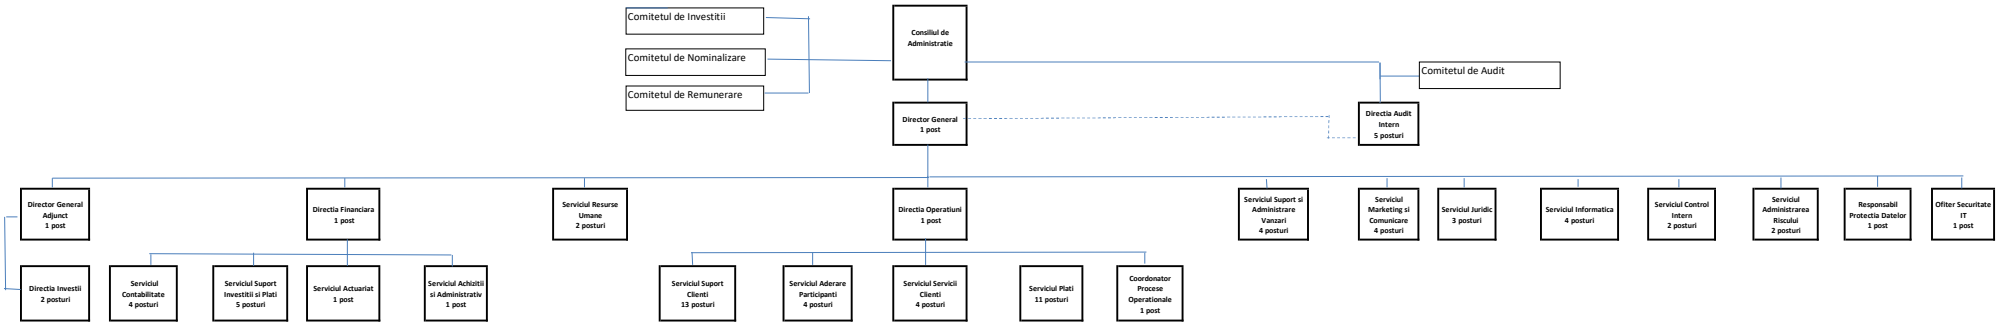 Comitetul de Investitii
Consiliul de
Administratie
Comitetul de Nominalizare
Comitetul de Audit
Comitetul de Remunerare
Director General
1 post
Directia Audit
Intern
5 posturi
Director General
Adjunct
1 post
Directia Financiara
1 post
Serviciul Resurse
Umane
2 posturi
Directia Operatiuni
1 post
Serviciul Suport si
Administrare
Vanzari
4 posturi
Serviciul
Marketing si
Comunicare
4 posturi
Serviciul Juridic
3 posturi
Serviciul Informatica
4 posturi
Serviciul Control
Intern
2 posturi
Serviciul
Administrarea
Riscului
2 posturi
Responsabil
Protectia Datelor
1 post
Ofiter Securitate
IT
1 post
Directia Investii
2 posturi
Serviciul
Contabilitate
4 posturi
Serviciul Suport
Investitii si Plati
5 posturi
Serviciul Actuariat
1 post
Serviciul Achizitii
si Administrativ
1 post
Serviciul Suport
Clienti
13 posturi
Serviciul Aderare
Participanti
4 posturi
Serviciul Servicii
Clienti
4 posturi
Serviciul Plati
11 posturi
Coordonator
Procese
Operationale
1 post